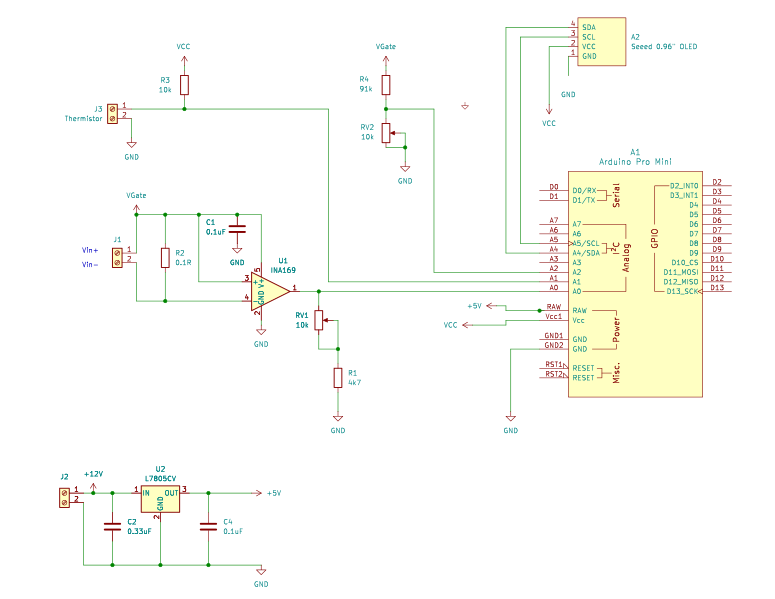 VCC
VGate
4 SDA
3 SCL
2 VCC
1 GND
A2
Seeed 0.96" OLED
R3
10k
R4
91k
GND
VCC
J3
Thermistor
1
2
RV2
10k
GND
GND
A1
Arduino Pro Mini
D0 D0/RX
D1 D1/TX
Serial
A7 A7
A6 A6
A5 A5/SCL
A4 A4/SDA
I²C
A3 A3
A2 A2
A1 A1
A0 A0
Analog
GPIO
D2_INT0 D2
D3_INT1 D3
D4 D4
D5 D5
D6 D6
D7 D7
D8 D8
D9 D9
D10_CS D10
D11_MOSI D11
D12_MISO D12
D13_SCK D13
RAW RAW
Vcc1 Vcc
GND1 GND
GND2 GND
Power
RST1 RESET
RST2 RESET
Misc.
+5V
VCC
GND
VGate
J1
Vin+
Vin-
1
2
R2
0.1R
C1
0.1uF
GND
U1
INA169
5
V+
3 +
4 -
GND
2
1
GND
RV1
10k
R1
4k7
GND
J2
1
2
+12V
U2
L7805CV
1 IN
OUT 3
GND
2
+5V
C2
0.33uF
C4
0.1uF
GND